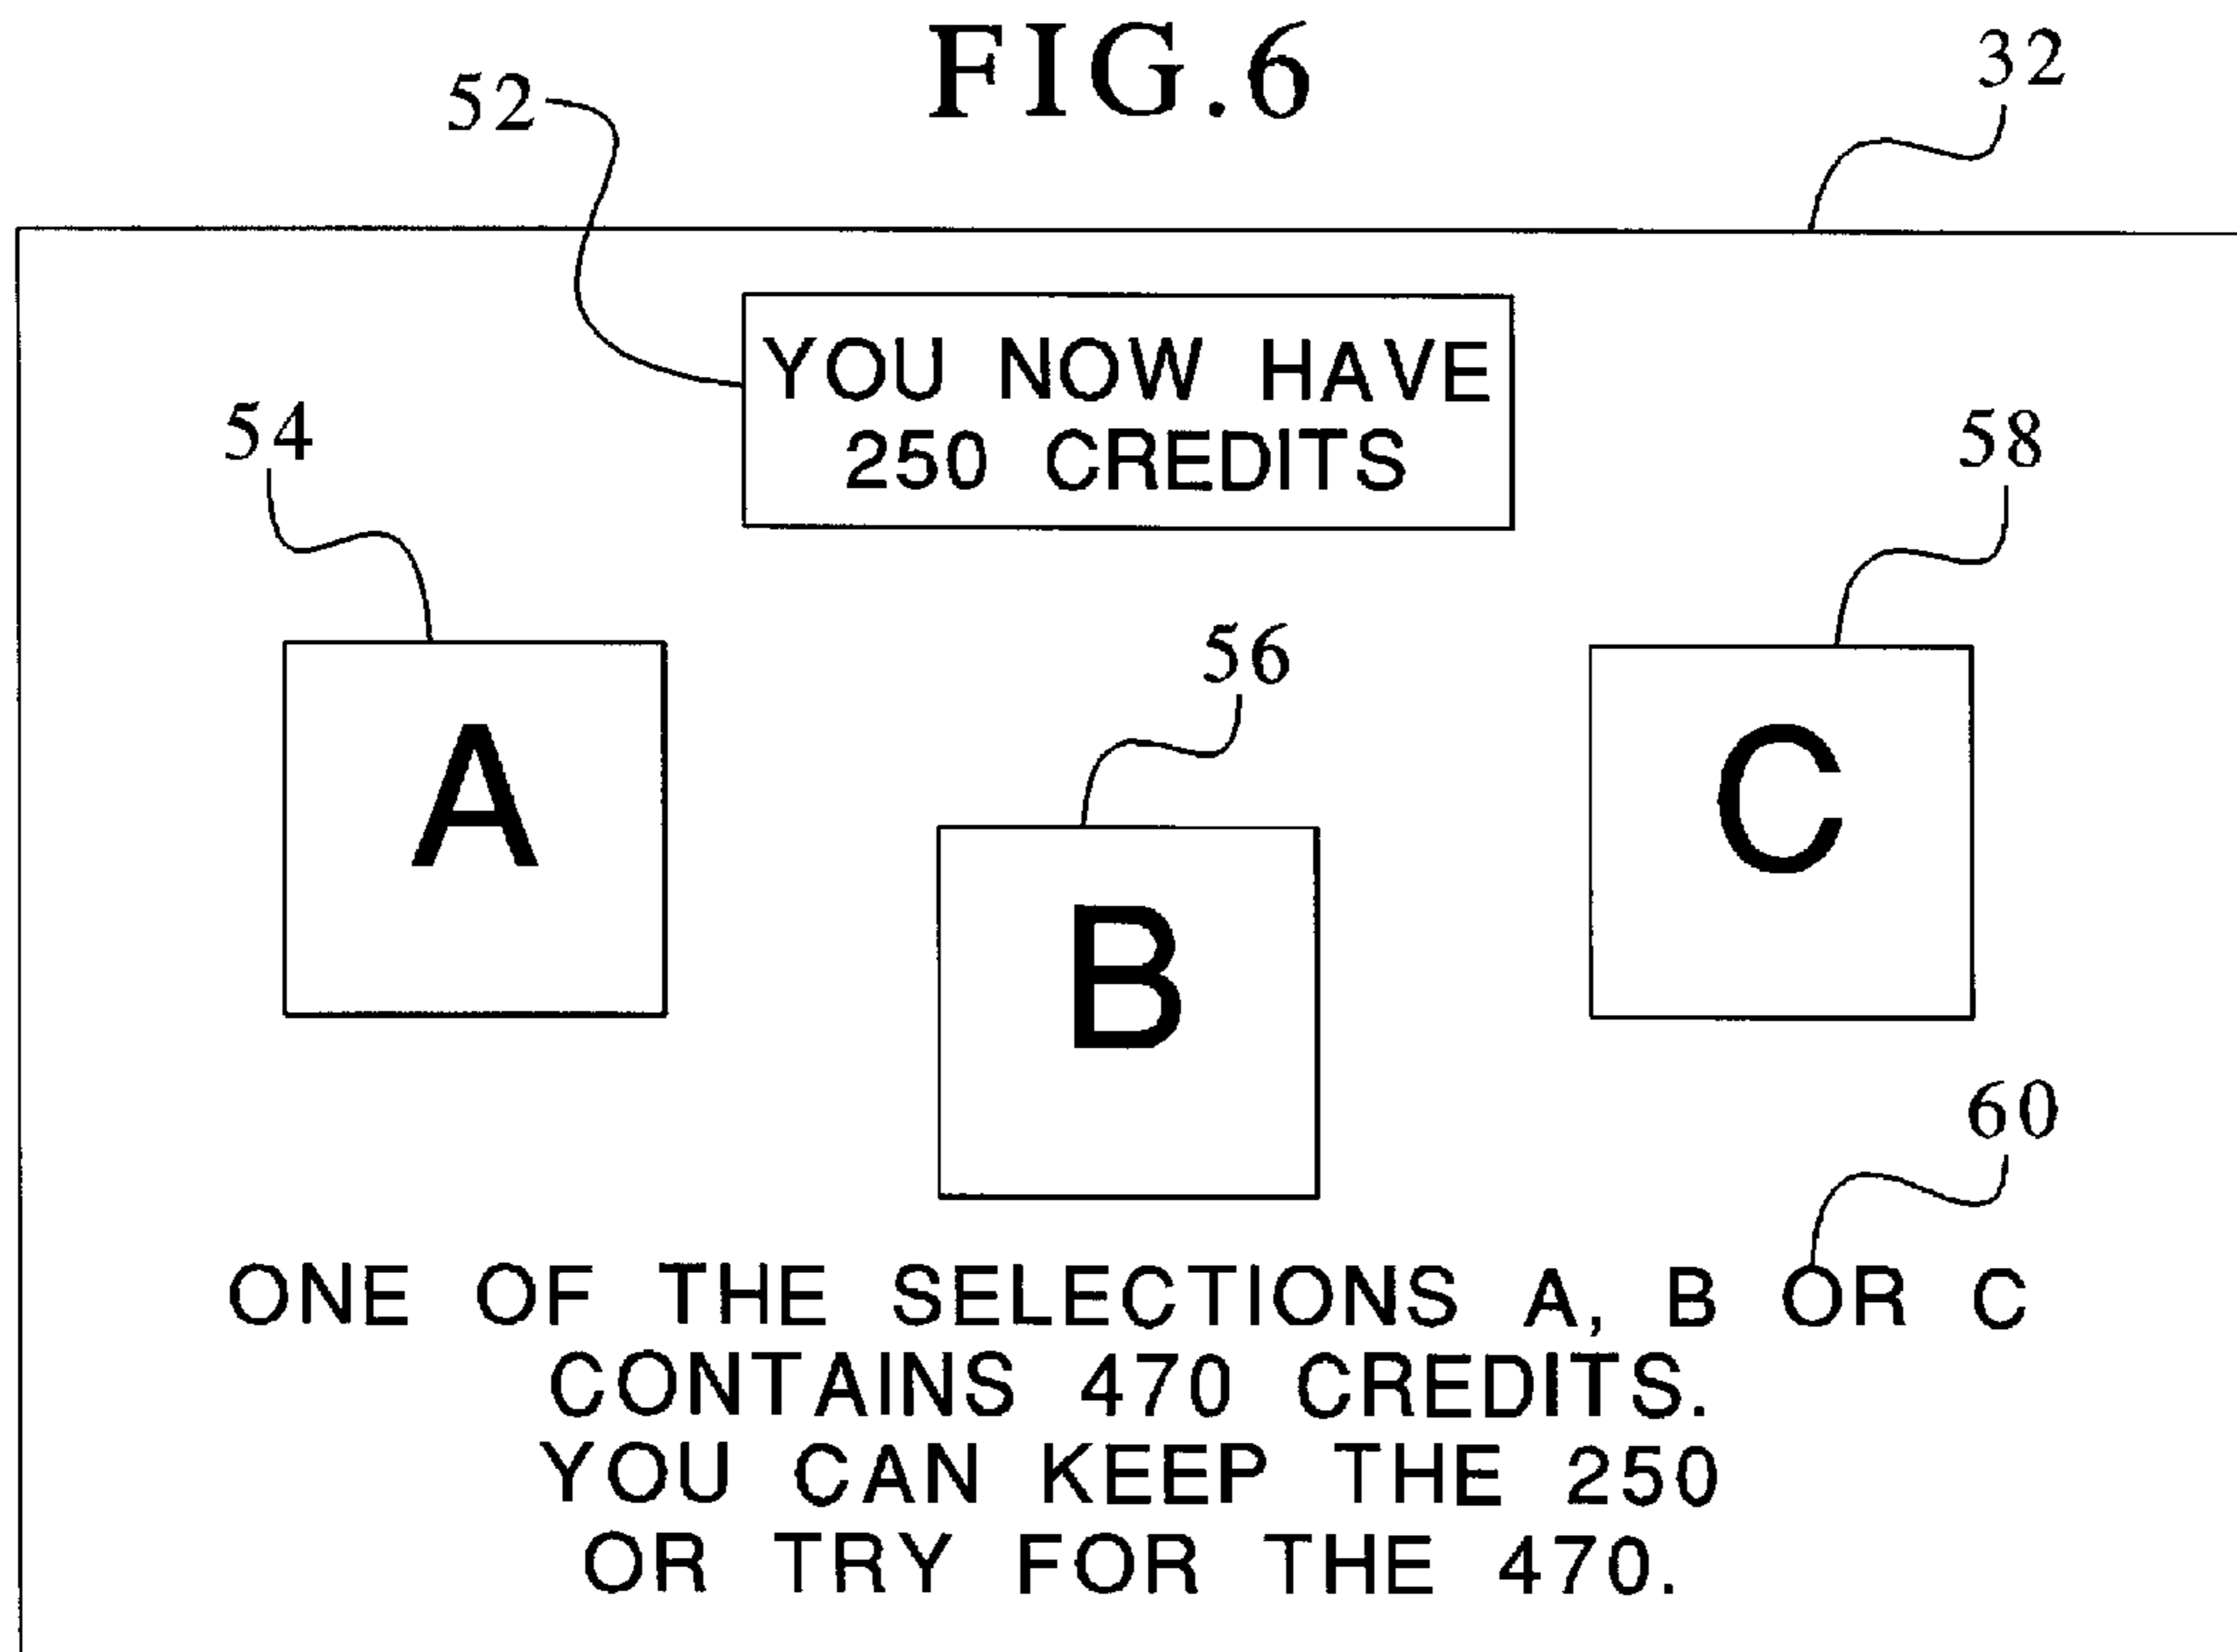 FIG.6
32
52
YOU NOW HAVE
250 CREDITS
54
58
56
A
C
B
60
ONE OF THE SELECTIONS A, B OR C
CONTAINS 470 CREDITS.
YOU CAN KEEP THE 250
OR TRY FOR THE 470.